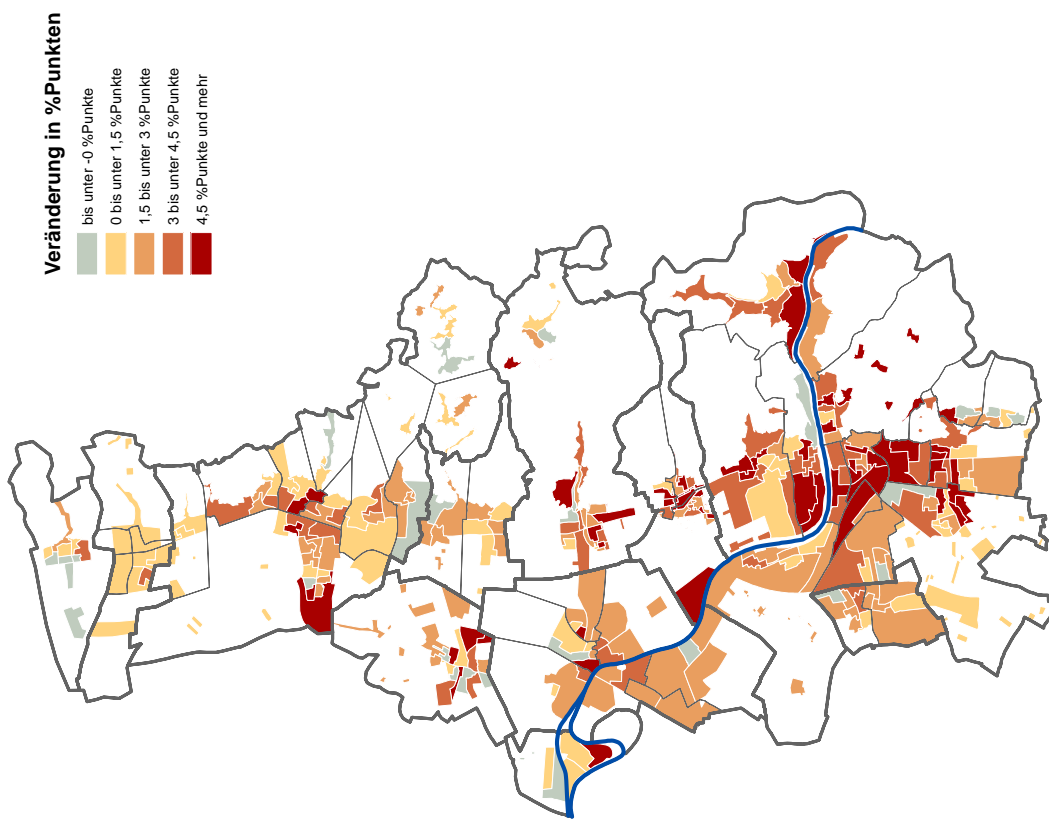 Veränderung in %Punkten
bis unter -0 %Punkte
0 bis unter 1,5 %Punkte
1,5 bis unter 3 %Punkte
3 bis unter 4,5 %Punkte
4,5 %Punkte und mehr